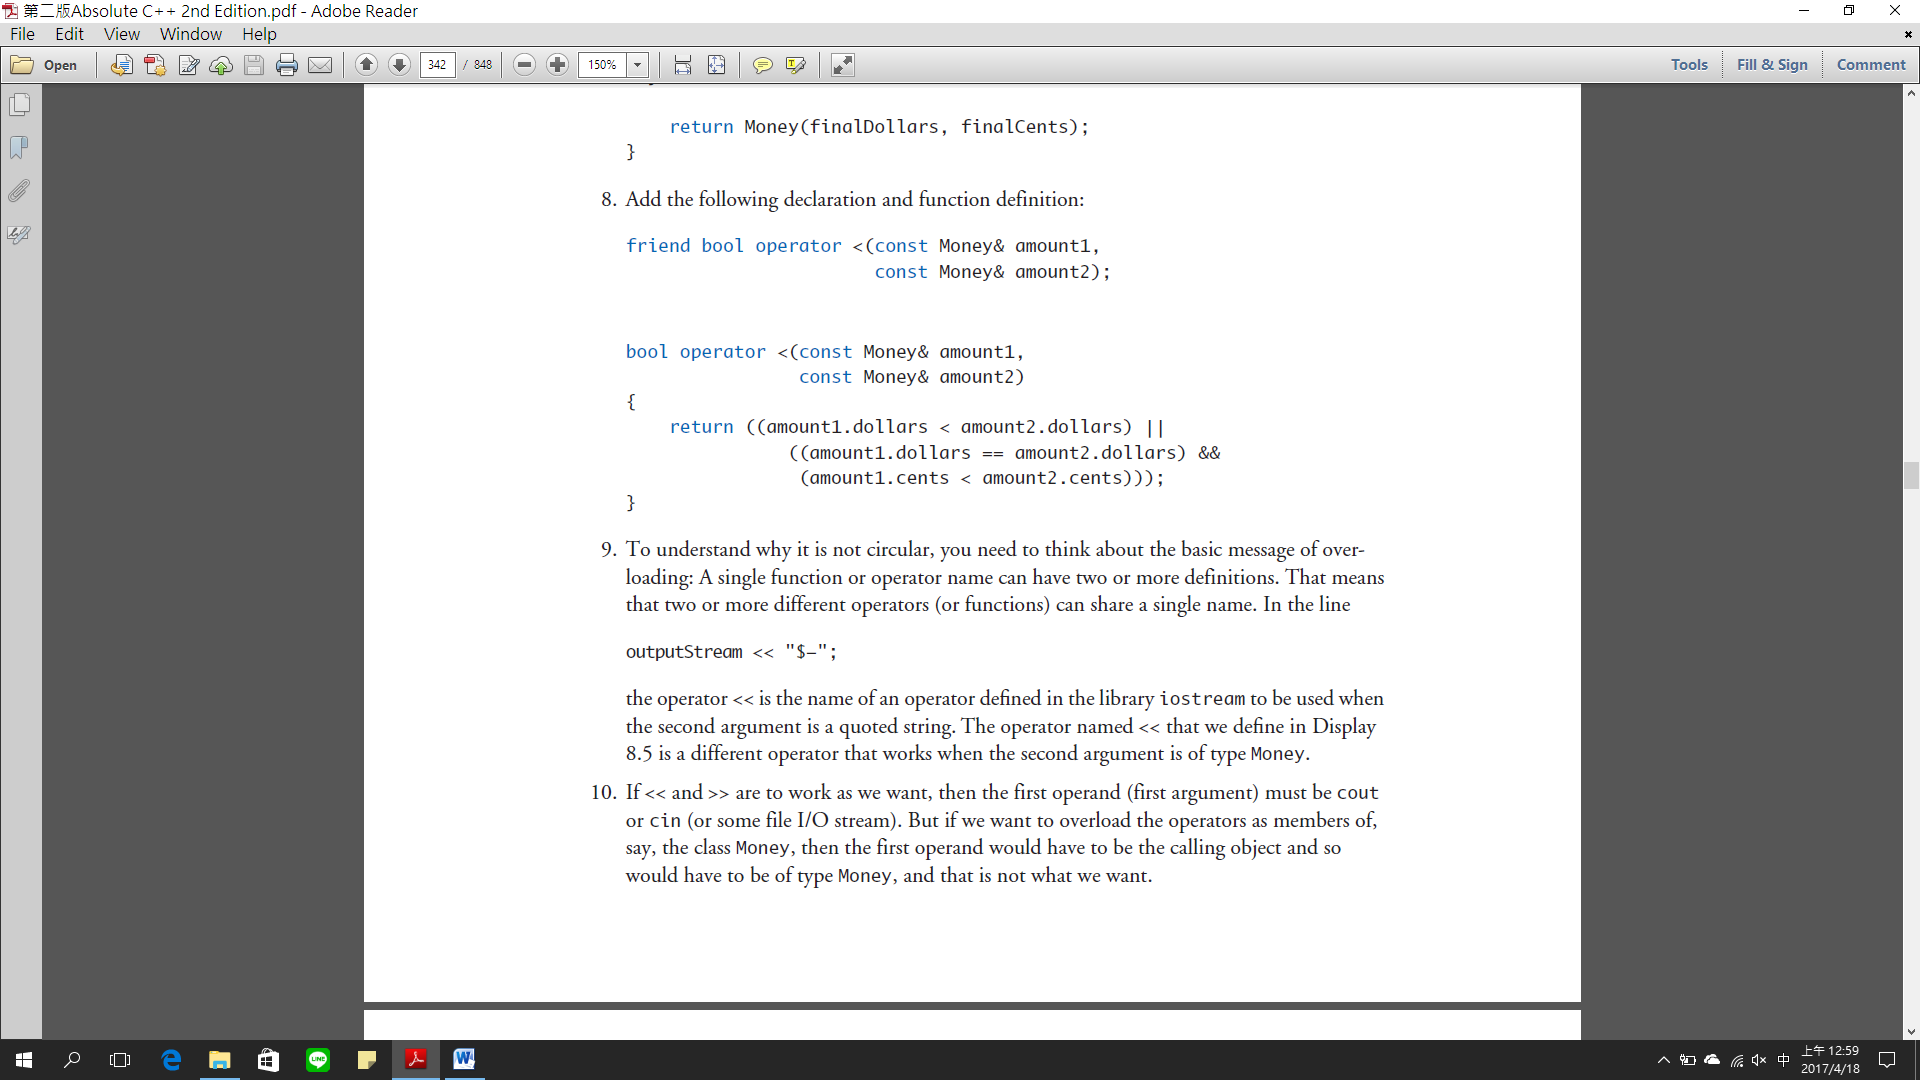 第二版Absolute C++ 2nd Edition.pdf - Adobe Reader
File Edit View Window Help
Open 342 / 848 150% Tools Fill & Sign Comment
return Money(finalDollars, finalCents);
}
8. Add the following declaration and function definition:
friend bool operator <(const Money& amount1,
const Money& amount2);
bool operator <(const Money& amount1,
const Money& amount2)
{
return ((amount1.dollars < amount2.dollars) ||
((amount1.dollars == amount2.dollars) &&
(amount1.cents < amount2.cents)));
}
9. To understand why it is not circular, you need to think about the basic message of over-
loading: A single function or operator name can have two or more definitions. That means
that two or more different operators (or functions) can share a single name. In the line
outputStream << "$–";
the operator << is the name of an operator defined in the library iostream to be used when
the second argument is a quoted string. The operator named << that we define in Display
8.5 is a different operator that works when the second argument is of type Money.
10. If << and >> are to work as we want, then the first operand (first argument) must be cout
or cin (or some file I/O stream). But if we want to overload the operators as members of,
say, the class Money, then the first operand would have to be the calling object and so
would have to be of type Money, and that is not what we want.
LINE
中
上午 12:59
2017/4/18